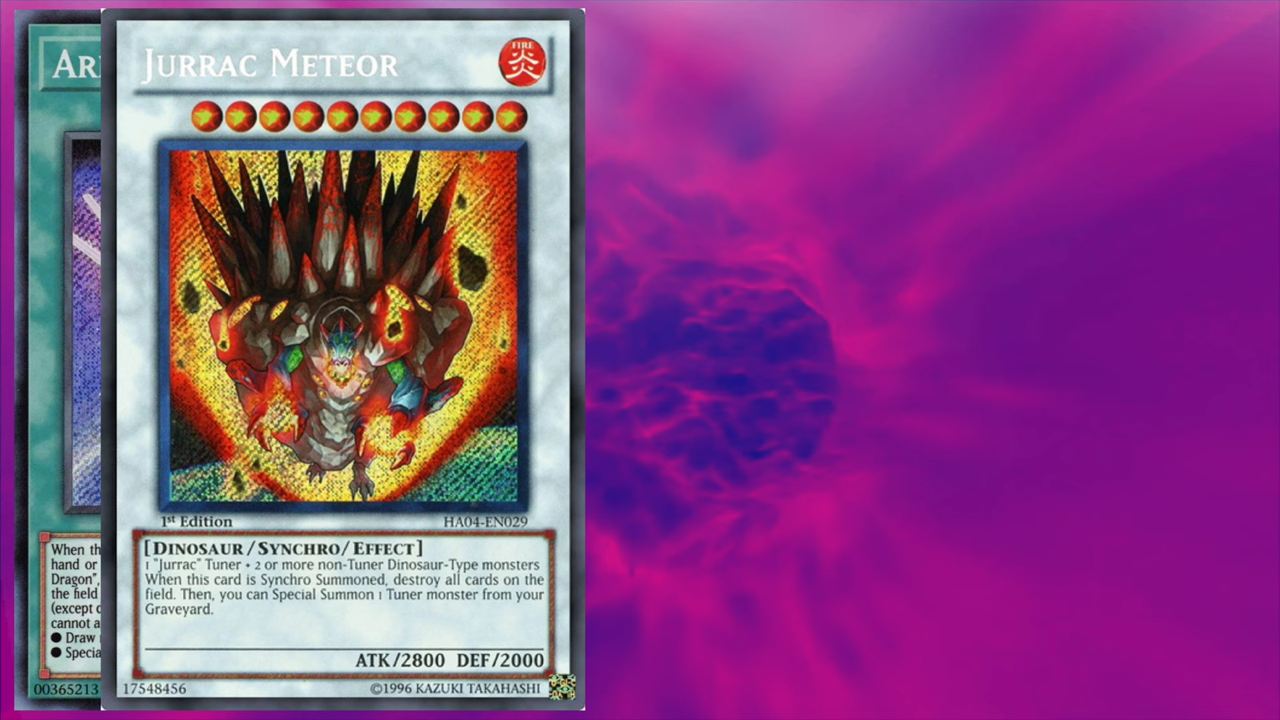 Ar
When th
hand or
Dragon",
the field
(except
cannot a
● Draw
● Specia
00365213
Jurrac Meteor
FIRE
炎
1st Edition
HA04-EN029
[Dinosaur/Synchro/Effect]
1 "Jurrac" Tuner + 2 or more non-Tuner Dinosaur-Type monsters
When this card is Synchro Summoned, destroy all cards on the
field. Then, you can Special Summon 1 Tuner monster from your
Graveyard.
ATK/2800 DEF/2000
17548456
©1996 KAZUKI TAKAHASHI